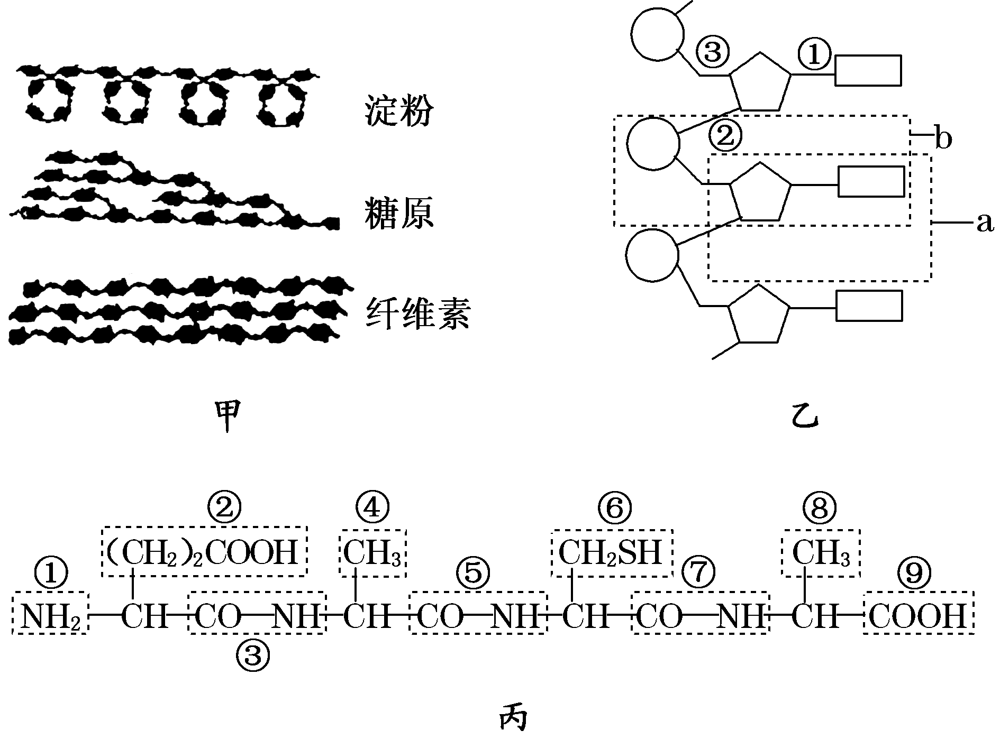 淀粉
糖原
纤维素
甲
③
①
②
b
a
乙
② ④ ⑥ ⑧
(CH₂)₂COOH CH₃ CH₂SH CH₃
① ⑤ ⑦ ⑨
NH₂—CH—CO—NH—CH—CO—NH—CH—CO—NH—CH—COOH
③
丙